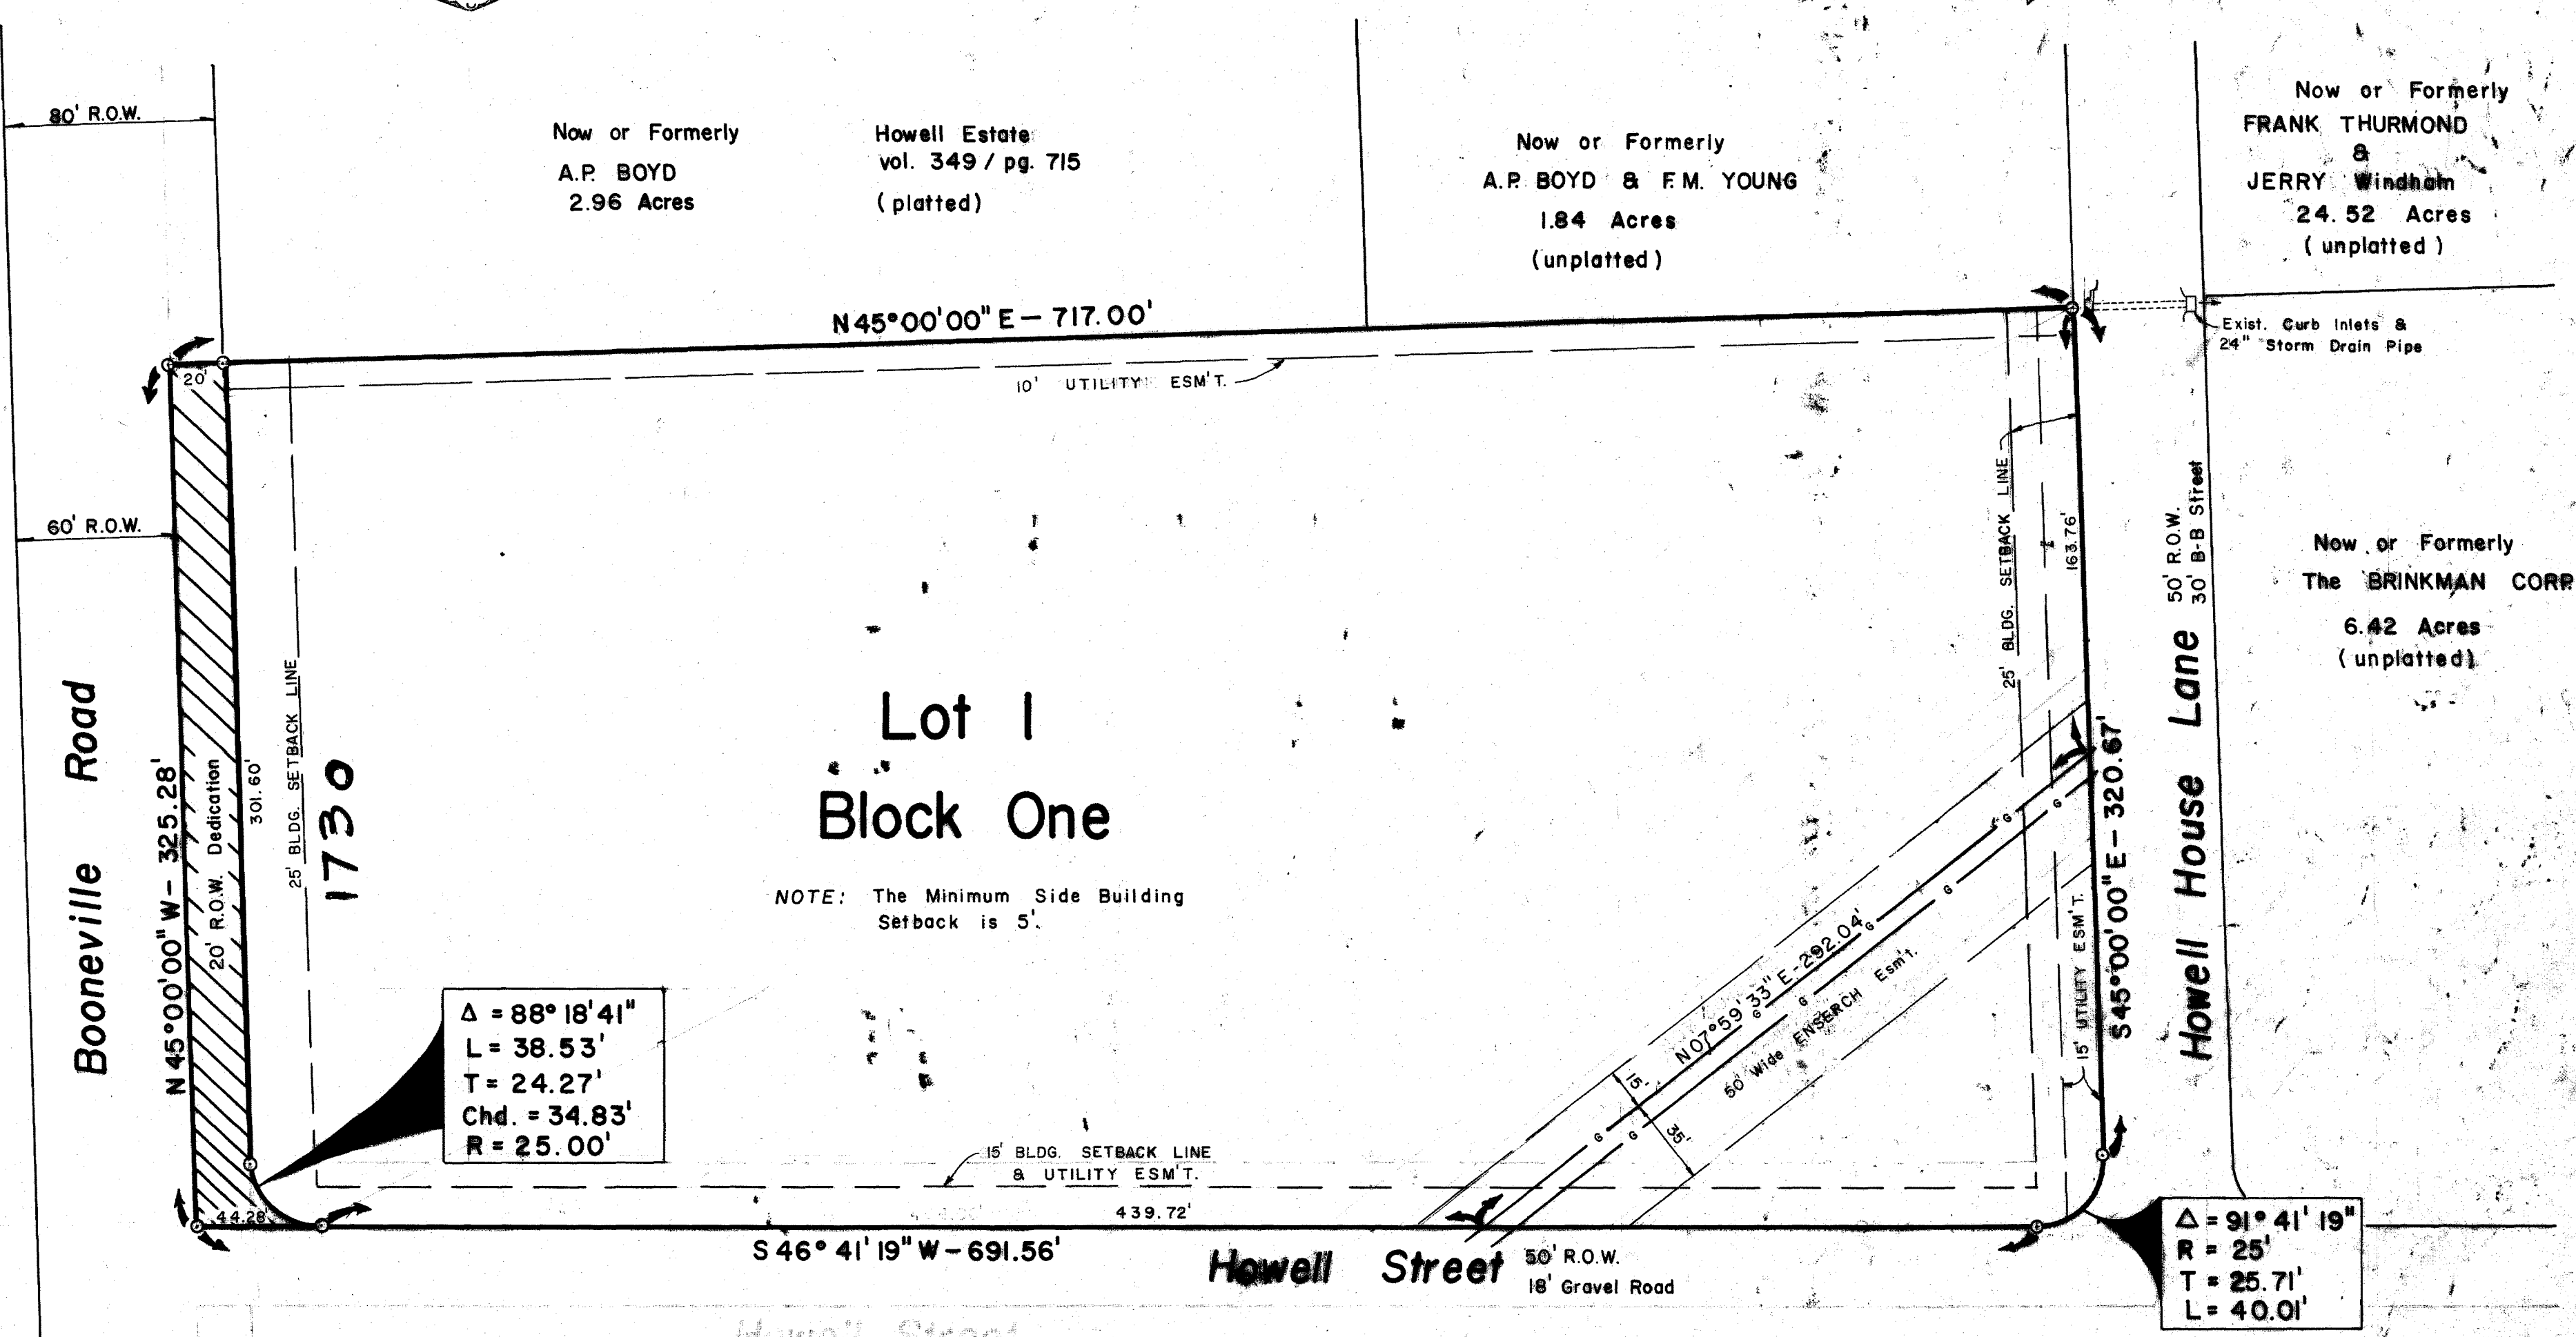 80' R.O.W.
Now or Formerly
A.P. BOYD
2.96 Acres
Howell Estate
vol. 349 / pg. 715
(platted)
Now or Formerly
A.P. BOYD & F.M. YOUNG
1.84 Acres
(unplatted)
Now or Formerly
FRANK THURMOND
&
JERRY Windham
24.52 Acres
(unplatted)
N 45°00'00" E - 717.00'
Exist. Curb Inlets &
24" Storm Drain Pipe
20'
10' UTILITY ESM'T.
60' R.O.W.
Booneville Road
N 45°00'00" W - 325.28'
20' R.O.W. Dedication
301.60'
25' BLDG. SETBACK LINE
1730
Lot 1
Block One
NOTE: The Minimum Side Building
Setback is 5'.
25' BLDG. SETBACK LINE
163.76'
50' R.O.W.
30' B-B Street
Howell House Lane
S 45°00'00" E - 320.67'
15' UTILITY ESM'T.
Now or Formerly
The BRINKMAN CORP.
6.42 Acres
(unplatted)
N 07°59'33" E - 292.04'
50' Wide ENSERCH Esm't.
G G G G G G G G G
15'
35'
Δ = 88° 18' 41"
L = 38.53'
T = 24.27'
Chd. = 34.83'
R = 25.00'
15' BLDG. SETBACK LINE
& UTILITY ESM'T.
44.28'
439.72'
S 46° 41' 19" W - 691.56'
Howell Street
50' R.O.W.
18' Gravel Road
Δ = 91° 41' 19"
R = 25'
T = 25.71'
L = 40.01'
Howell Street